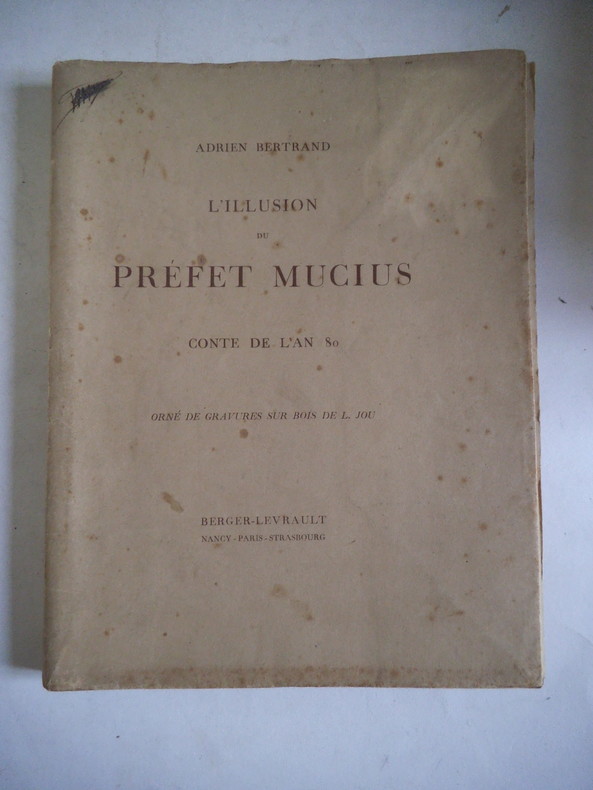 ADRIEN BERTRAND
L'ILLUSION
DU
PRÉFET MUCIUS
CONTE DE L'AN 80
ORNÉ DE GRAVURES SUR BOIS DE L. JOU
BERGER-LEVRAULT
NANCY-PARIS-STRASBOURG